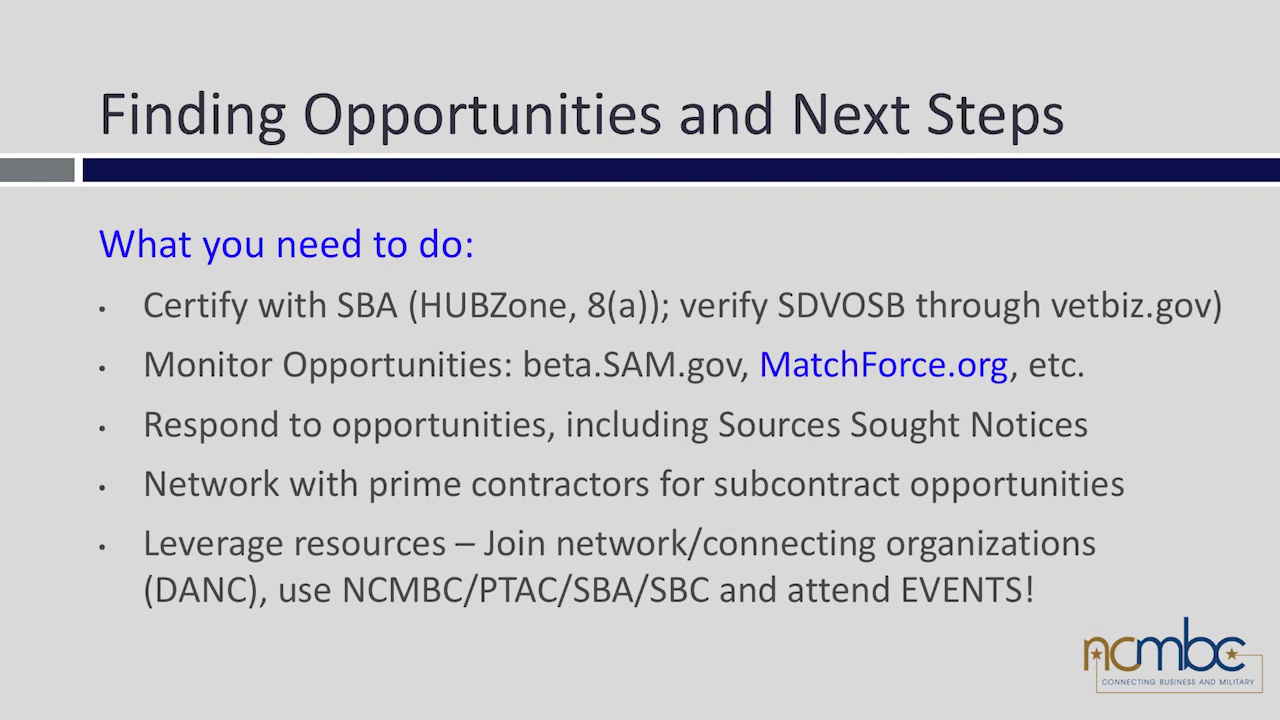 Finding Opportunities and Next Steps
What you need to do:
• Certify with SBA (HUBZone, 8(a)); verify SDVOSB through vetbiz.gov)
• Monitor Opportunities: beta.SAM.gov, MatchForce.org, etc.
• Respond to opportunities, including Sources Sought Notices
• Network with prime contractors for subcontract opportunities
• Leverage resources – Join network/connecting organizations
(DANC), use NCMBC/PTAC/SBA/SBC and attend EVENTS!
ncmbc
CONNECTING BUSINESS AND MILITARY